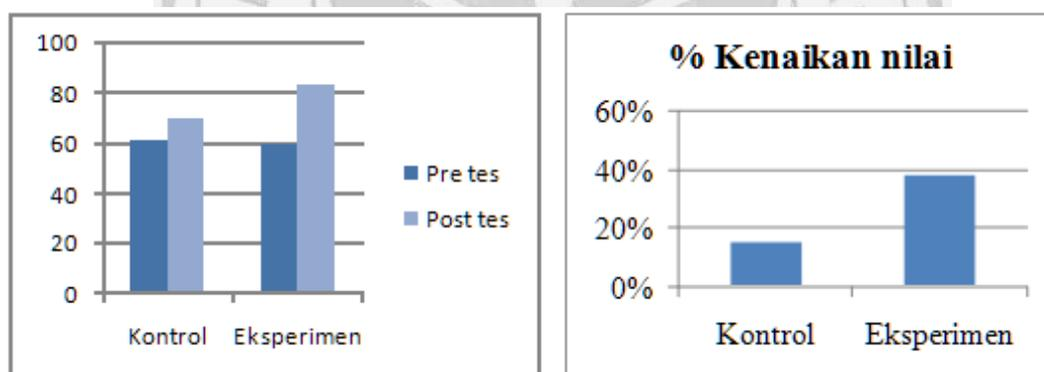 100
80
60
40
20
0
Kontrol Eksperimen
Pre tes
Post tes
% Kenaikan nilai
60%
40%
20%
0%
Kontrol Eksperimen